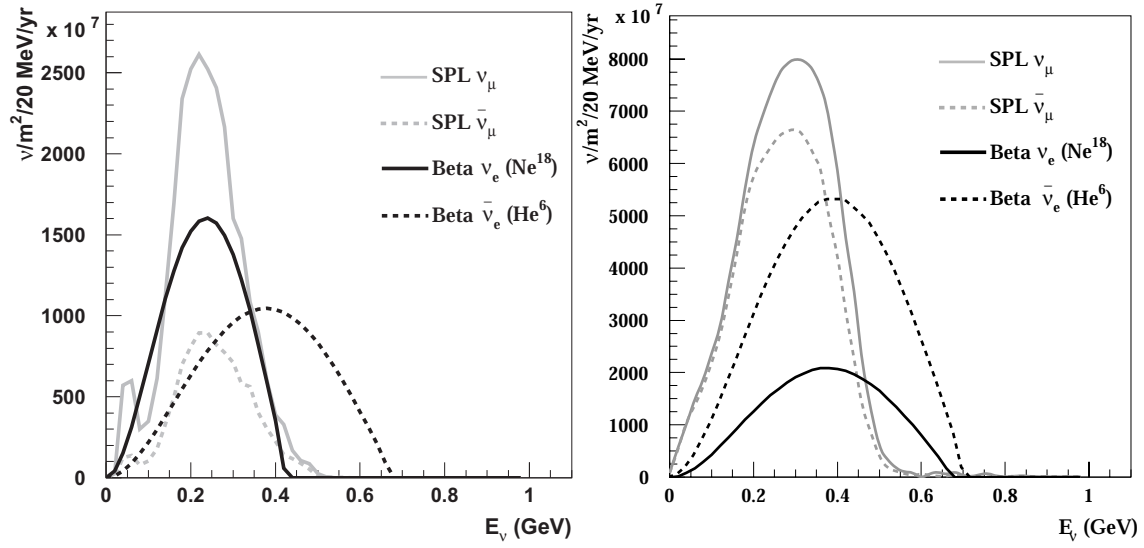 x 10^7
ν/m^2/20 MeV/yr
2500
2000
1500
1000
500
0
0 0.2 0.4 0.6 0.8 1
E_ν (GeV)
SPL ν_μ
SPL ν̄_μ
Beta ν_e (Ne^18)
Beta ν̄_e (He^6)
x 10^7
ν/m^2/20 MeV/yr
8000
7000
6000
5000
4000
3000
2000
1000
0
0 0.2 0.4 0.6 0.8 1
E_ν (GeV)
SPL ν_μ
SPL ν̄_μ
Beta ν_e (Ne^18)
Beta ν̄_e (He^6)